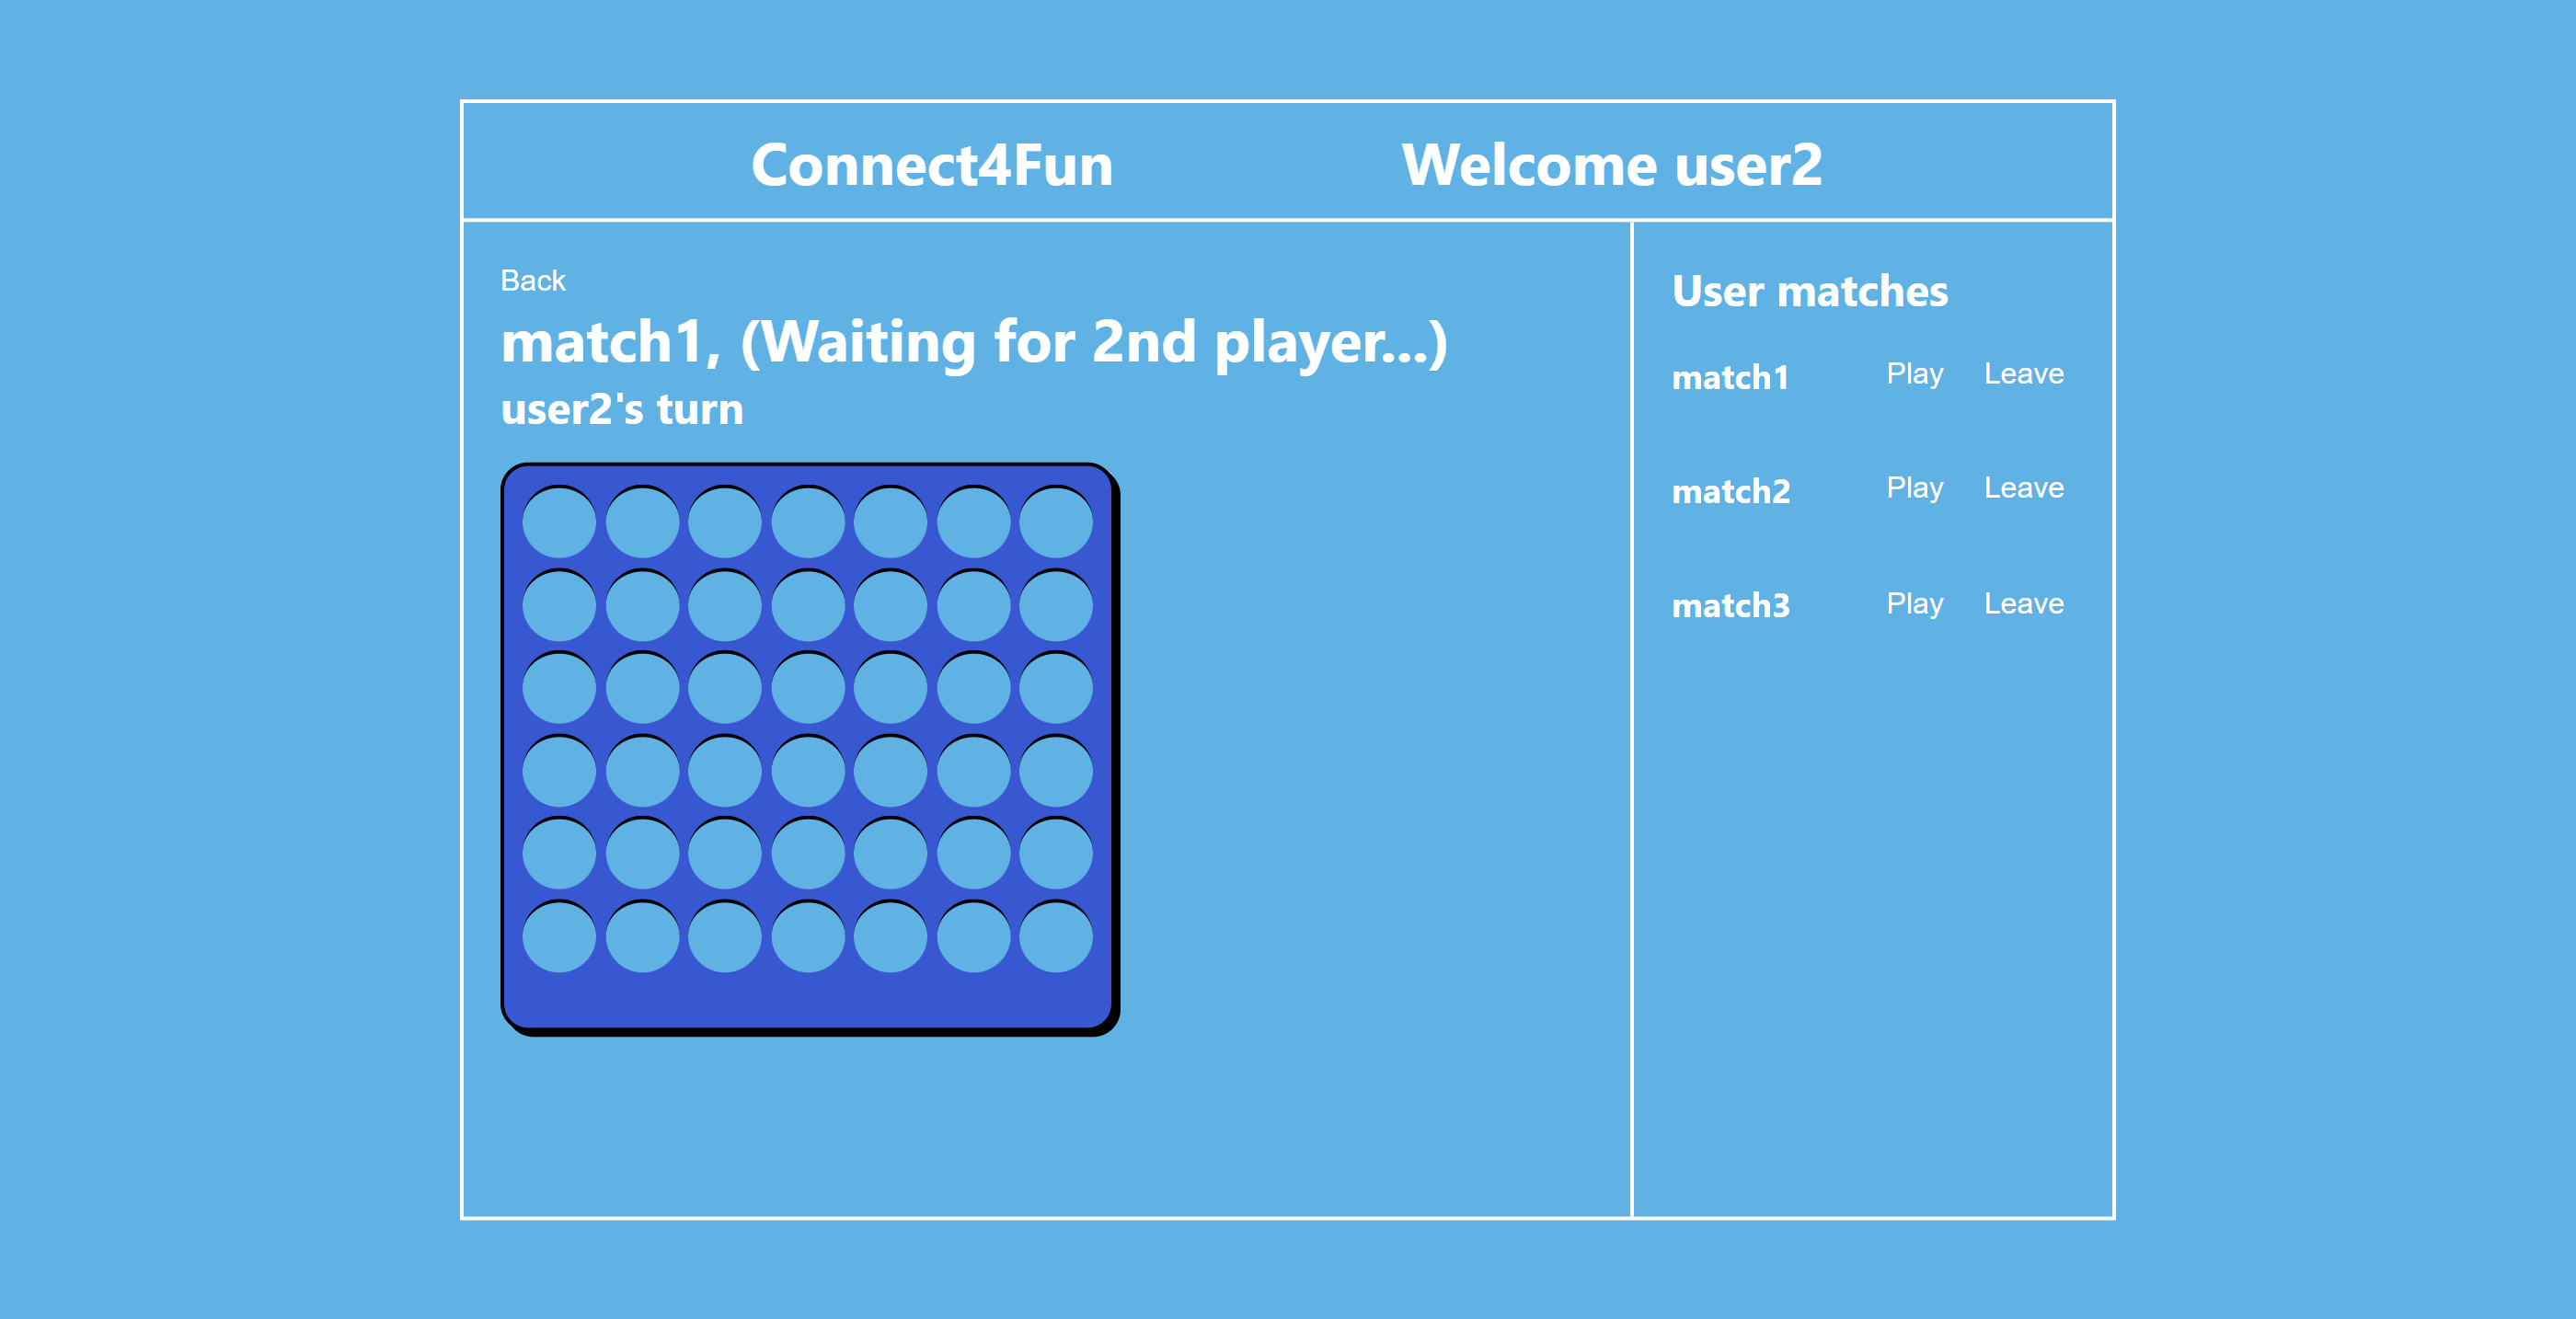 Connect4Fun
Welcome user2
Back
match1, (Waiting for 2nd player...)
user2's turn
User matches
match1 Play Leave
match2 Play Leave
match3 Play Leave